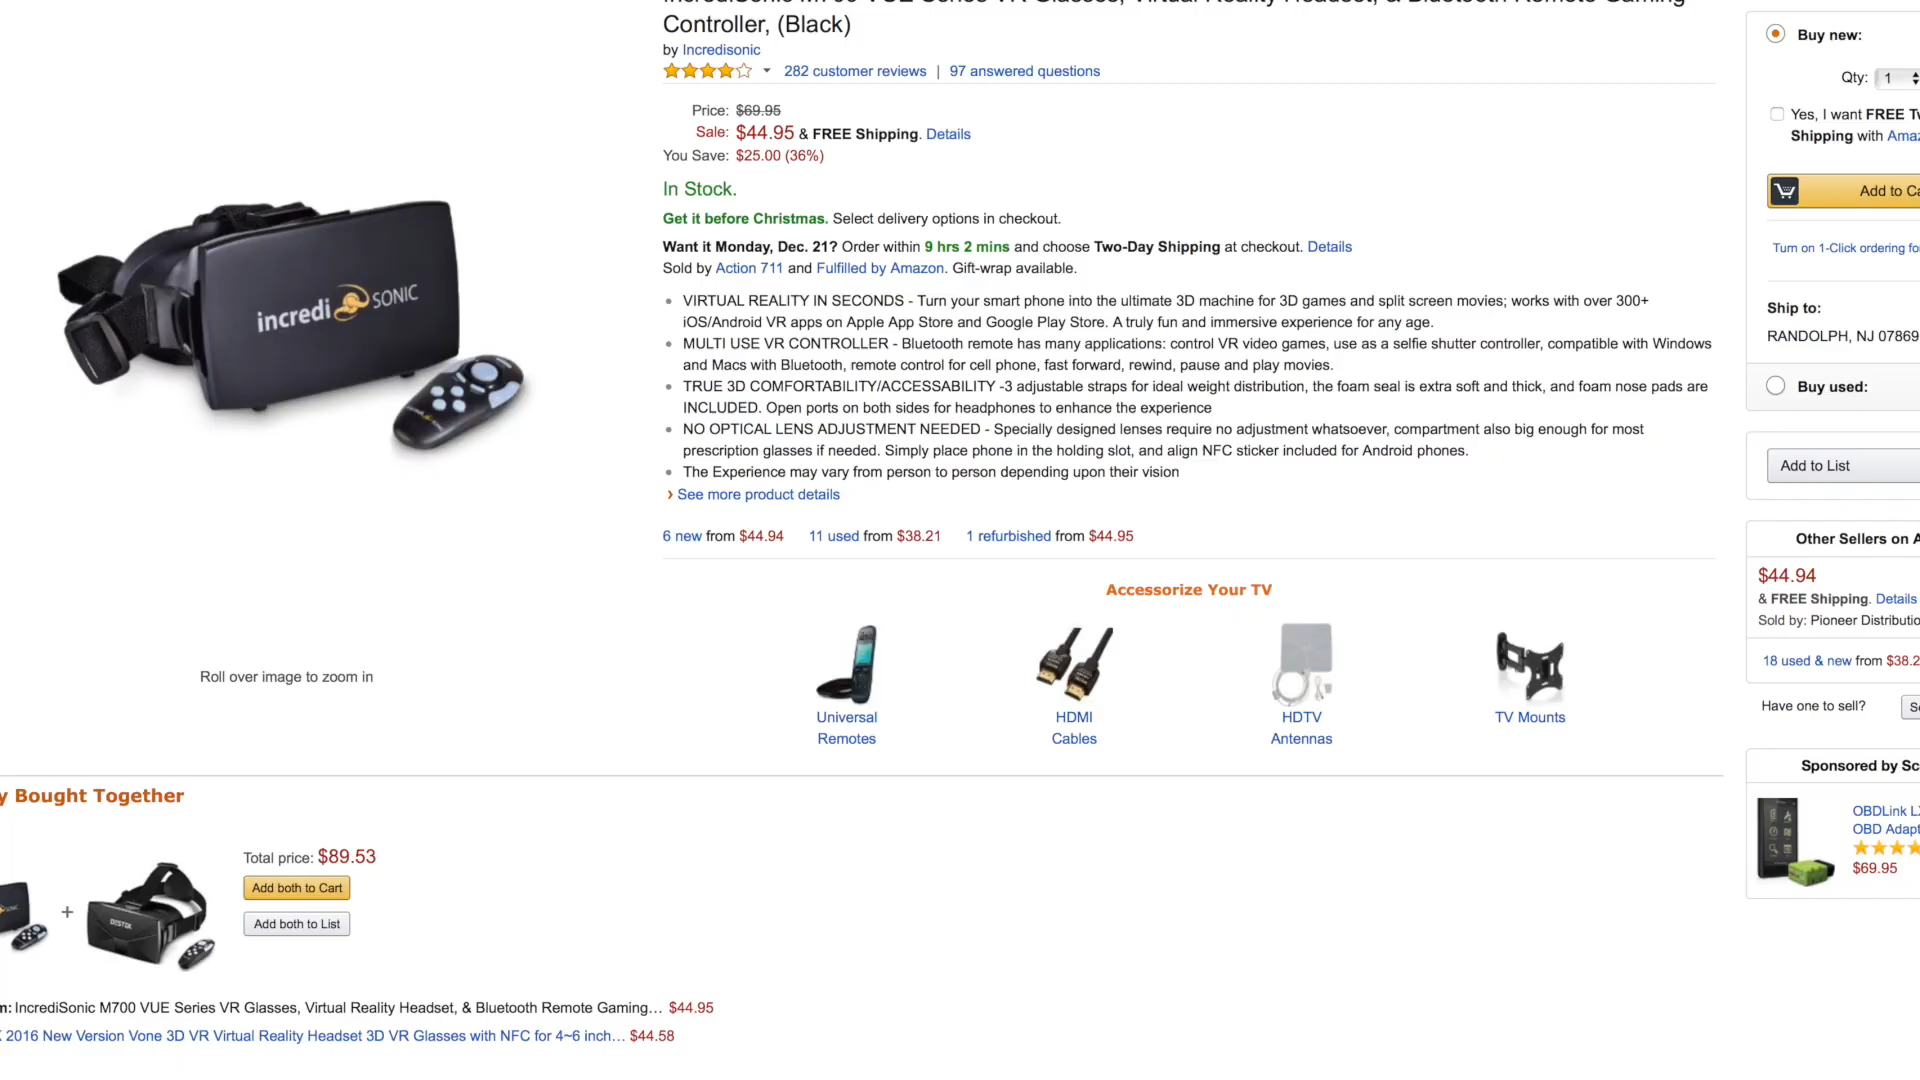 Controller, (Black)
by Incredisonic
282 customer reviews | 97 answered questions
Price: $69.95
Sale: $44.95 & FREE Shipping. Details
You Save: $25.00 (36%)
In Stock.
Get it before Christmas. Select delivery options in checkout.
Want it Monday, Dec. 21? Order within 9 hrs 2 mins and choose Two-Day Shipping at checkout. Details
Sold by Action 711 and Fulfilled by Amazon. Gift-wrap available.
VIRTUAL REALITY IN SECONDS - Turn your smart phone into the ultimate 3D machine for 3D games and split screen movies; works with over 300+
iOS/Android VR apps on Apple App Store and Google Play Store. A truly fun and immersive experience for any age.
MULTI USE VR CONTROLLER - Bluetooth remote has many applications: control VR video games, use as a selfie shutter controller, compatible with Windows
and Macs with Bluetooth, remote control for cell phone, fast forward, rewind, pause and play movies.
TRUE 3D COMFORTABILITY/ACCESSABILITY -3 adjustable straps for ideal weight distribution, the foam seal is extra soft and thick, and foam nose pads are
INCLUDED. Open ports on both sides for headphones to enhance the experience
NO OPTICAL LENS ADJUSTMENT NEEDED - Specially designed lenses require no adjustment whatsoever, compartment also big enough for most
prescription glasses if needed. Simply place phone in the holding slot, and align NFC sticker included for Android phones.
The Experience may vary from person to person depending upon their vision
› See more product details
6 new from $44.94 11 used from $38.21 1 refurbished from $44.95
Accessorize Your TV
Universal
Remotes
HDMI
Cables
HDTV
Antennas
TV Mounts
incredi SONIC
Roll over image to zoom in
Buy new:
Qty: 1
Yes, I want FREE Tw
Shipping with Amaz
Add to Ca
Turn on 1-Click ordering fo
Ship to:
RANDOLPH, NJ 07869
Buy used:
Add to List
Other Sellers on A
$44.94
& FREE Shipping. Details
Sold by: Pioneer Distributio
18 used & new from $38.2
Have one to sell? S
Sponsored by Sc
OBDLink L
OBD Adapt
$69.95
y Bought Together
DESTEK
+
Total price: $89.53
Add both to Cart
Add both to List
m: IncrediSonic M700 VUE Series VR Glasses, Virtual Reality Headset, & Bluetooth Remote Gaming… $44.95
2016 New Version Vone 3D VR Virtual Reality Headset 3D VR Glasses with NFC for 4~6 inch… $44.58